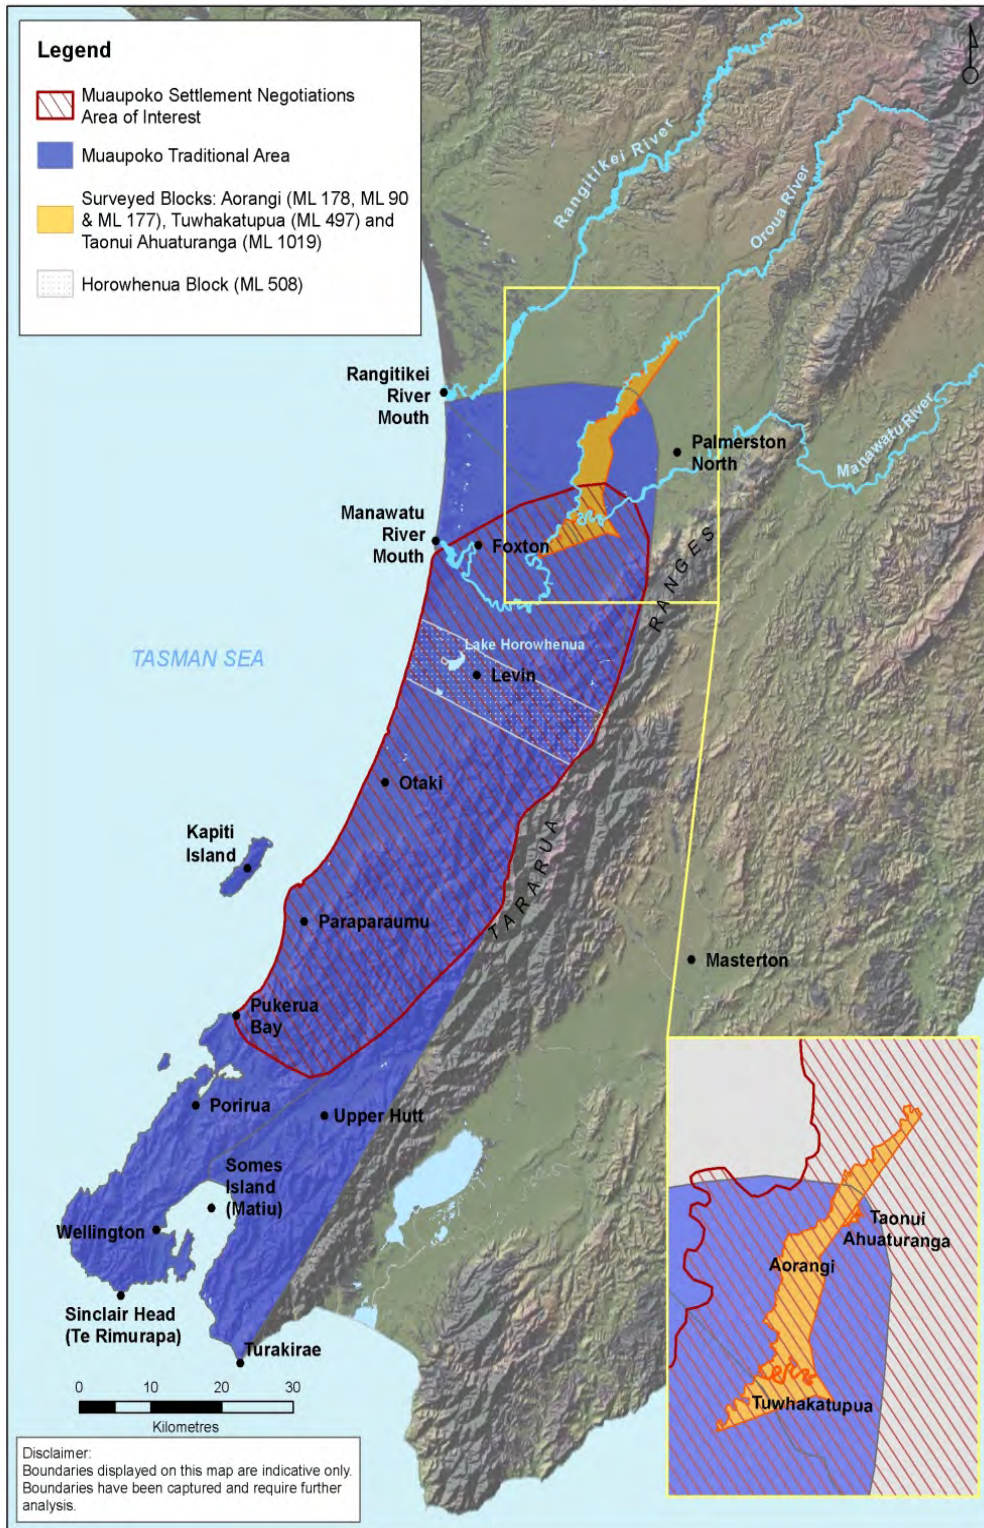 Legend
Muaupoko Settlement Negotiations
Area of Interest
Muaupoko Traditional Area
Surveyed Blocks: Aorangi (ML 178, ML 90
& ML 177), Tuwhakatupua (ML 497) and
Taonui Ahuaturanga (ML 1019)
Horowhenua Block (ML 508)
Rangitikei River
Oroua River
Rangitikei
River
Mouth
Palmerston
North
Manawatu River
Manawatu
River
Mouth
Foxton
RANGES
TASMAN SEA
Lake Horowhenua
Levin
Otaki
Kapiti
Island
TARARUA
Paraparaumu
Masterton
Pukerua
Bay
Porirua
Upper Hutt
Somes
Island
(Matiu)
Wellington
Sinclair Head
(Te Rimurapa)
Turakirae
Taonui
Ahuaturanga
Aorangi
Tuwhakatupua
0 10 20 30
Kilometres
Disclaimer:
Boundaries displayed on this map are indicative only.
Boundaries have been captured and require further
analysis.